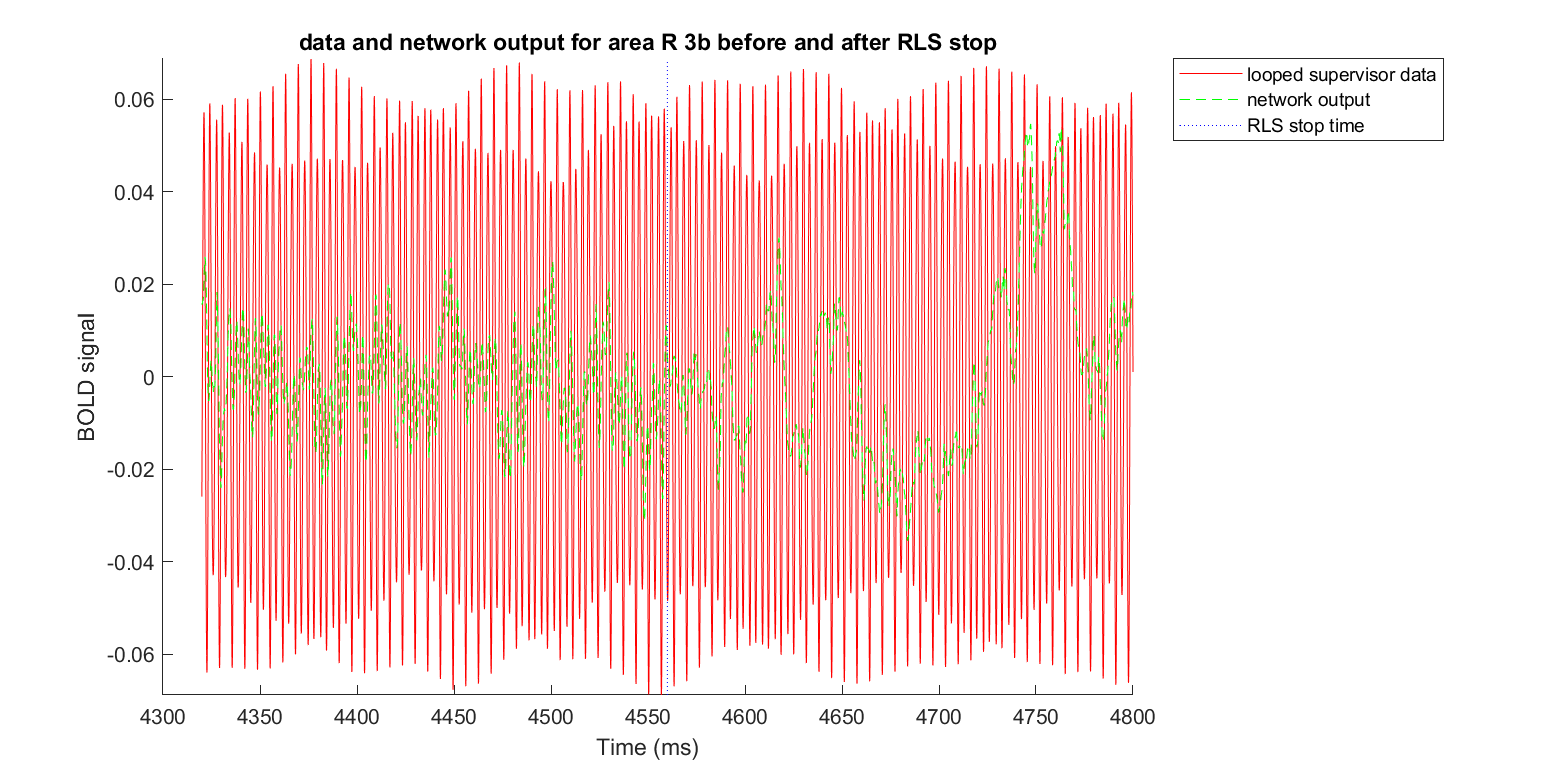 data and network output for area R 3b before and after RLS stop
looped supervisor data
network output
RLS stop time
BOLD signal
0.06
0.04
0.02
0
-0.02
-0.04
-0.06
4300 4350 4400 4450 4500 4550 4600 4650 4700 4750 4800
Time (ms)